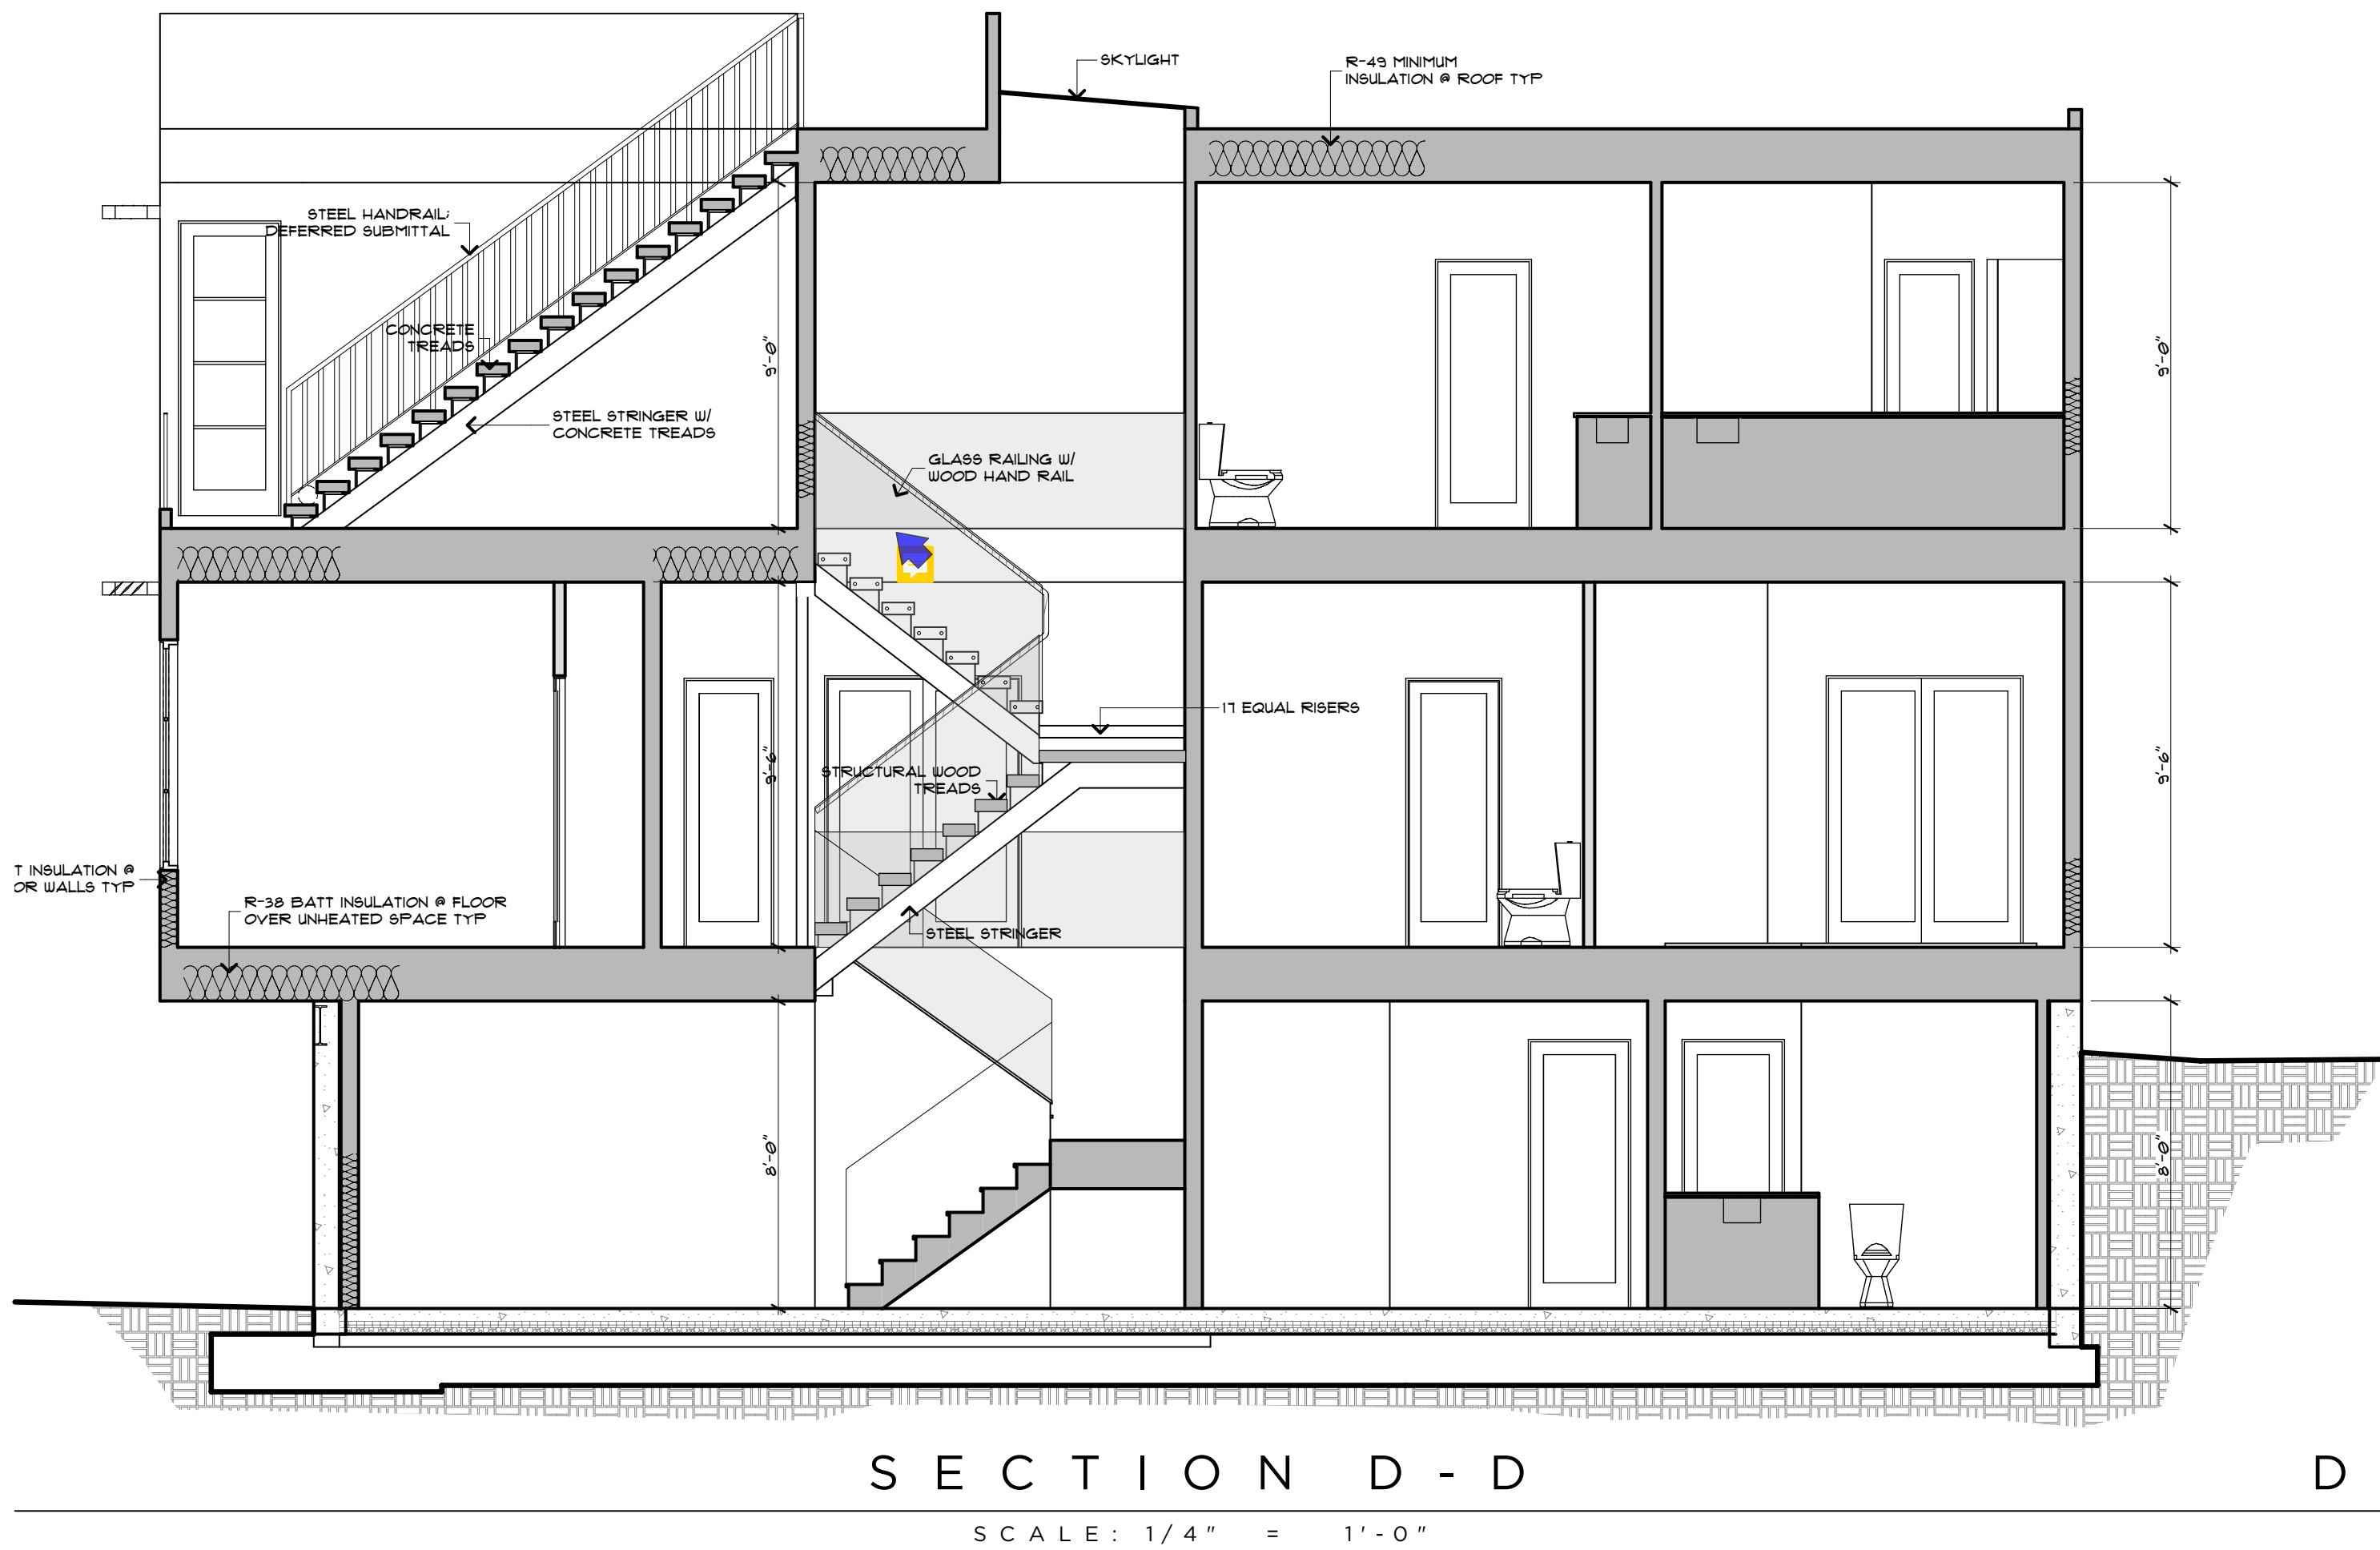 SKYLIGHT
R-49 MINIMUM
INSULATION @ ROOF TYP
STEEL HANDRAIL;
DEFERRED SUBMITTAL
CONCRETE
TREADS
9'-0"
9'-0"
STEEL STRINGER W/
CONCRETE TREADS
GLASS RAILING W/
WOOD HAND RAIL
17 EQUAL RISERS
9'-6"
9'-6"
STRUCTURAL WOOD
TREADS
T INSULATION @
OR WALLS TYP
R-38 BATT INSULATION @ FLOOR
OVER UNHEATED SPACE TYP
STEEL STRINGER
8'-0"
8'-0"
SECTION D-D
D
SCALE: 1/4" = 1'-0"